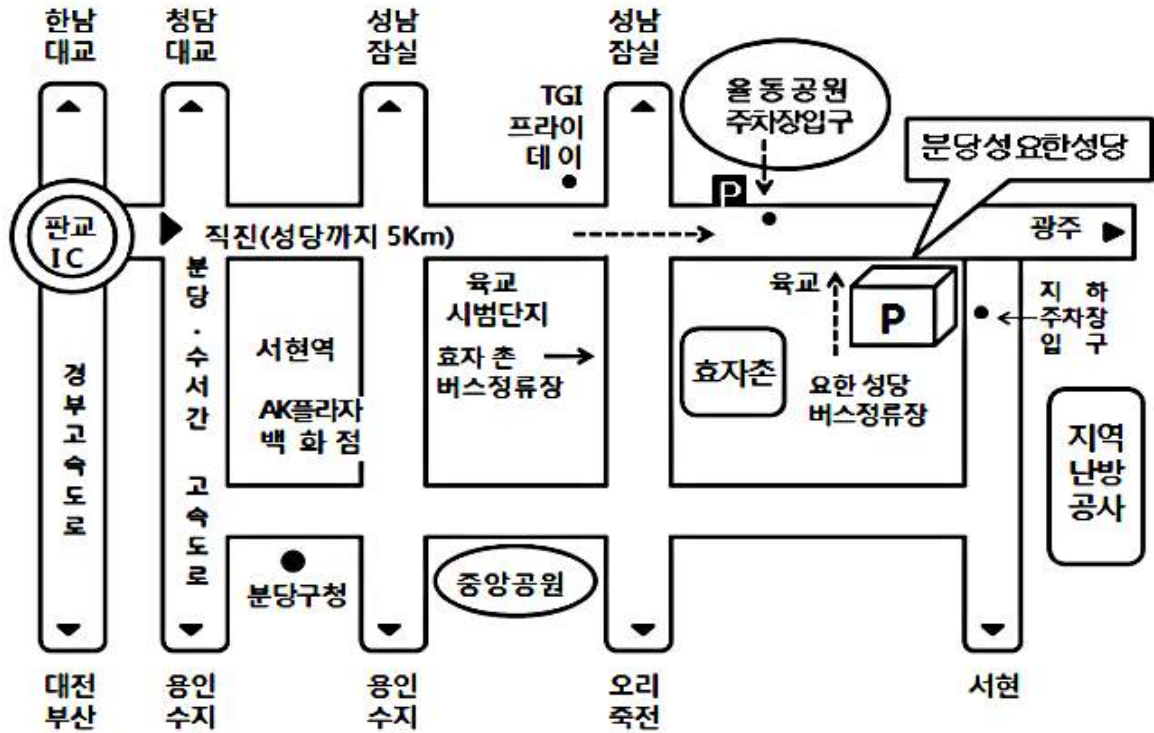 한남
대교
청담
대교
성남
잠실
성남
잠실
TGI
프라이
데이
율동공원
주차장입구
분당성요한성당
P
판교
IC
직진(성당까지 5Km)
광주
분당·수서간 고속도로
경부고속도로
서현역
AK플라자
백 화 점
육교
시범단지
효자 촌
버스정류장
효자촌
육교
요한 성당
버스정류장
P
지 하
주차장
입 구
지역
난방
공사
분당구청
중앙공원
대전
부산
용인
수지
용인
수지
오리
죽전
서현